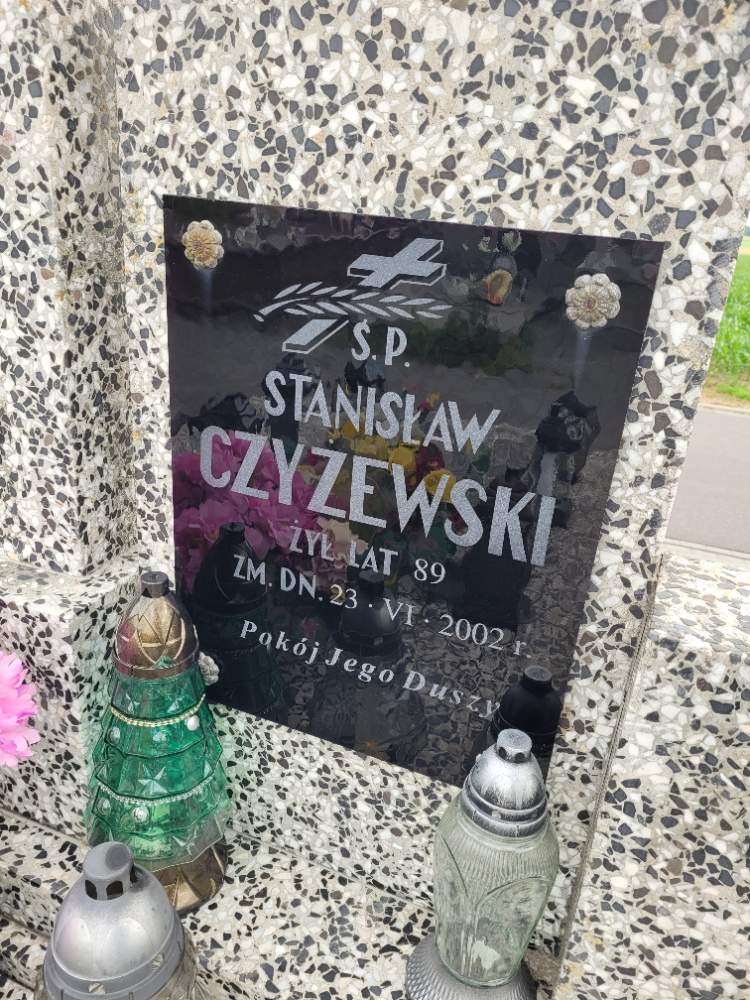 Ś.P.
STANISŁAW
CZYŻEWSKI
ŻYŁ LAT 89
ZM. DN. 23 · VI · 2002 r.
Pokój Jego Duszy